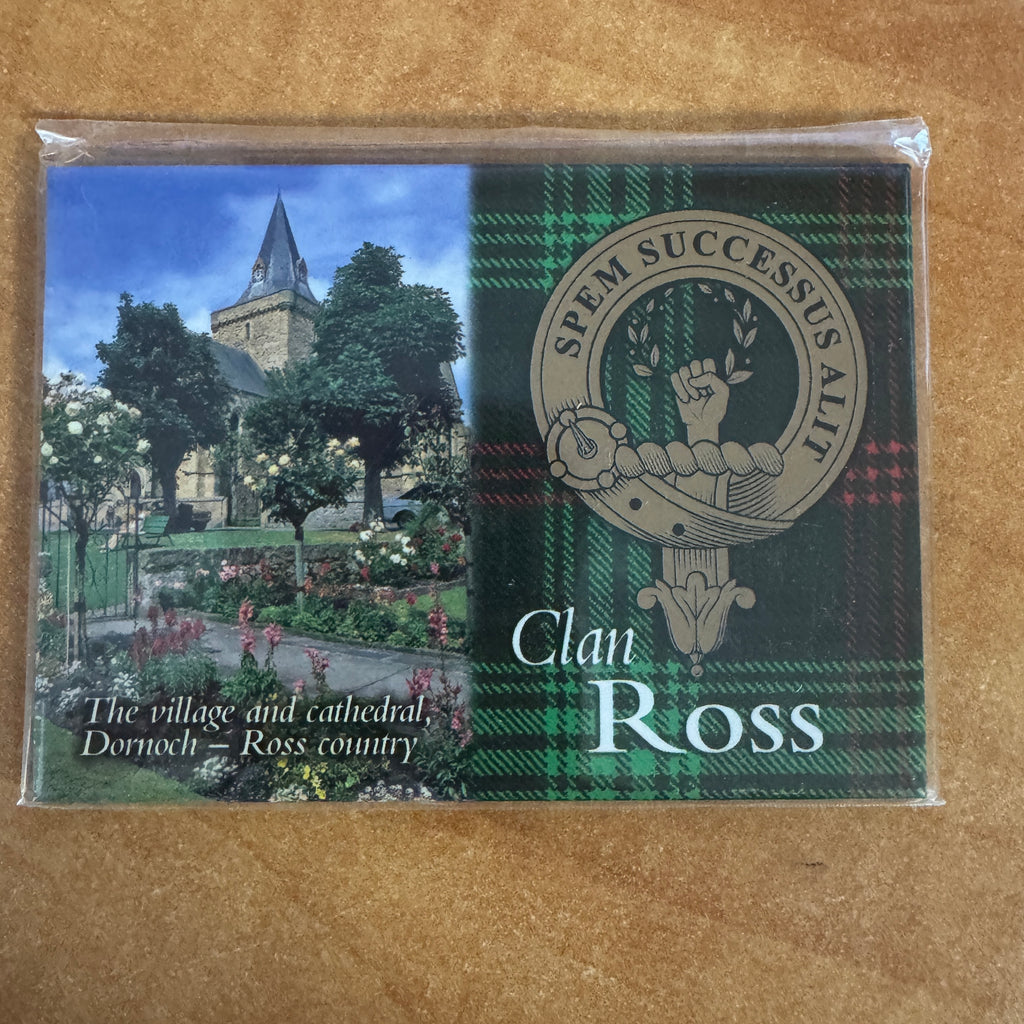 The village and cathedral,
Dornoch – Ross country
SPEM SUCCESSUS ALIT
Clan
Ross